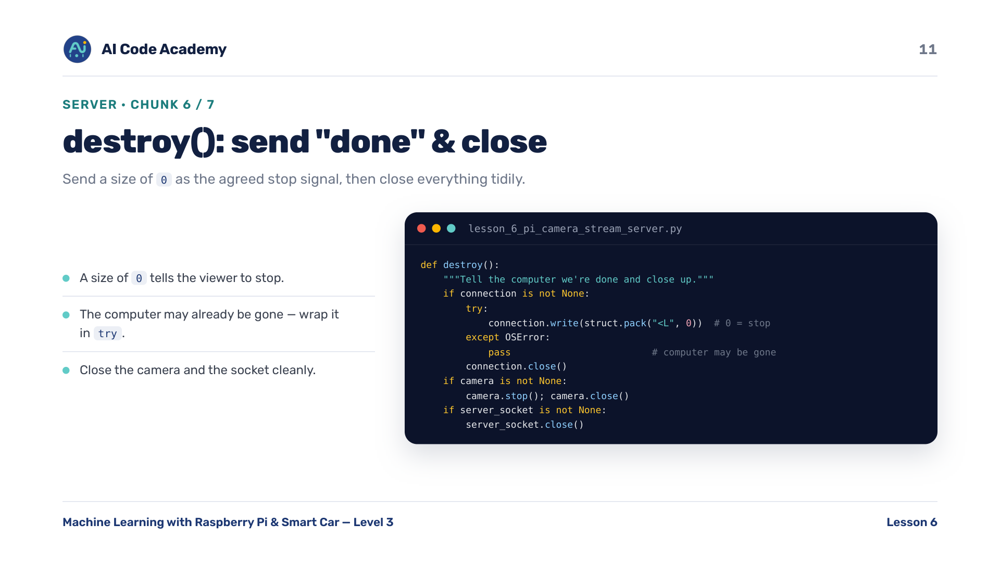 AI Code Academy
11
SERVER • CHUNK 6 / 7
destroy(): send "done" & close
Send a size of 0 as the agreed stop signal, then close everything tidily.
A size of 0 tells the viewer to stop.
The computer may already be gone — wrap it
in try.
Close the camera and the socket cleanly.
lesson_6_pi_camera_stream_server.py
def destroy():
    """Tell the computer we're done and close up."""
    if connection is not None:
        try:
            connection.write(struct.pack("<L", 0))  # 0 = stop
        except OSError:
            pass                         # computer may be gone
        connection.close()
    if camera is not None:
        camera.stop(); camera.close()
    if server_socket is not None:
        server_socket.close()
Machine Learning with Raspberry Pi & Smart Car — Level 3
Lesson 6